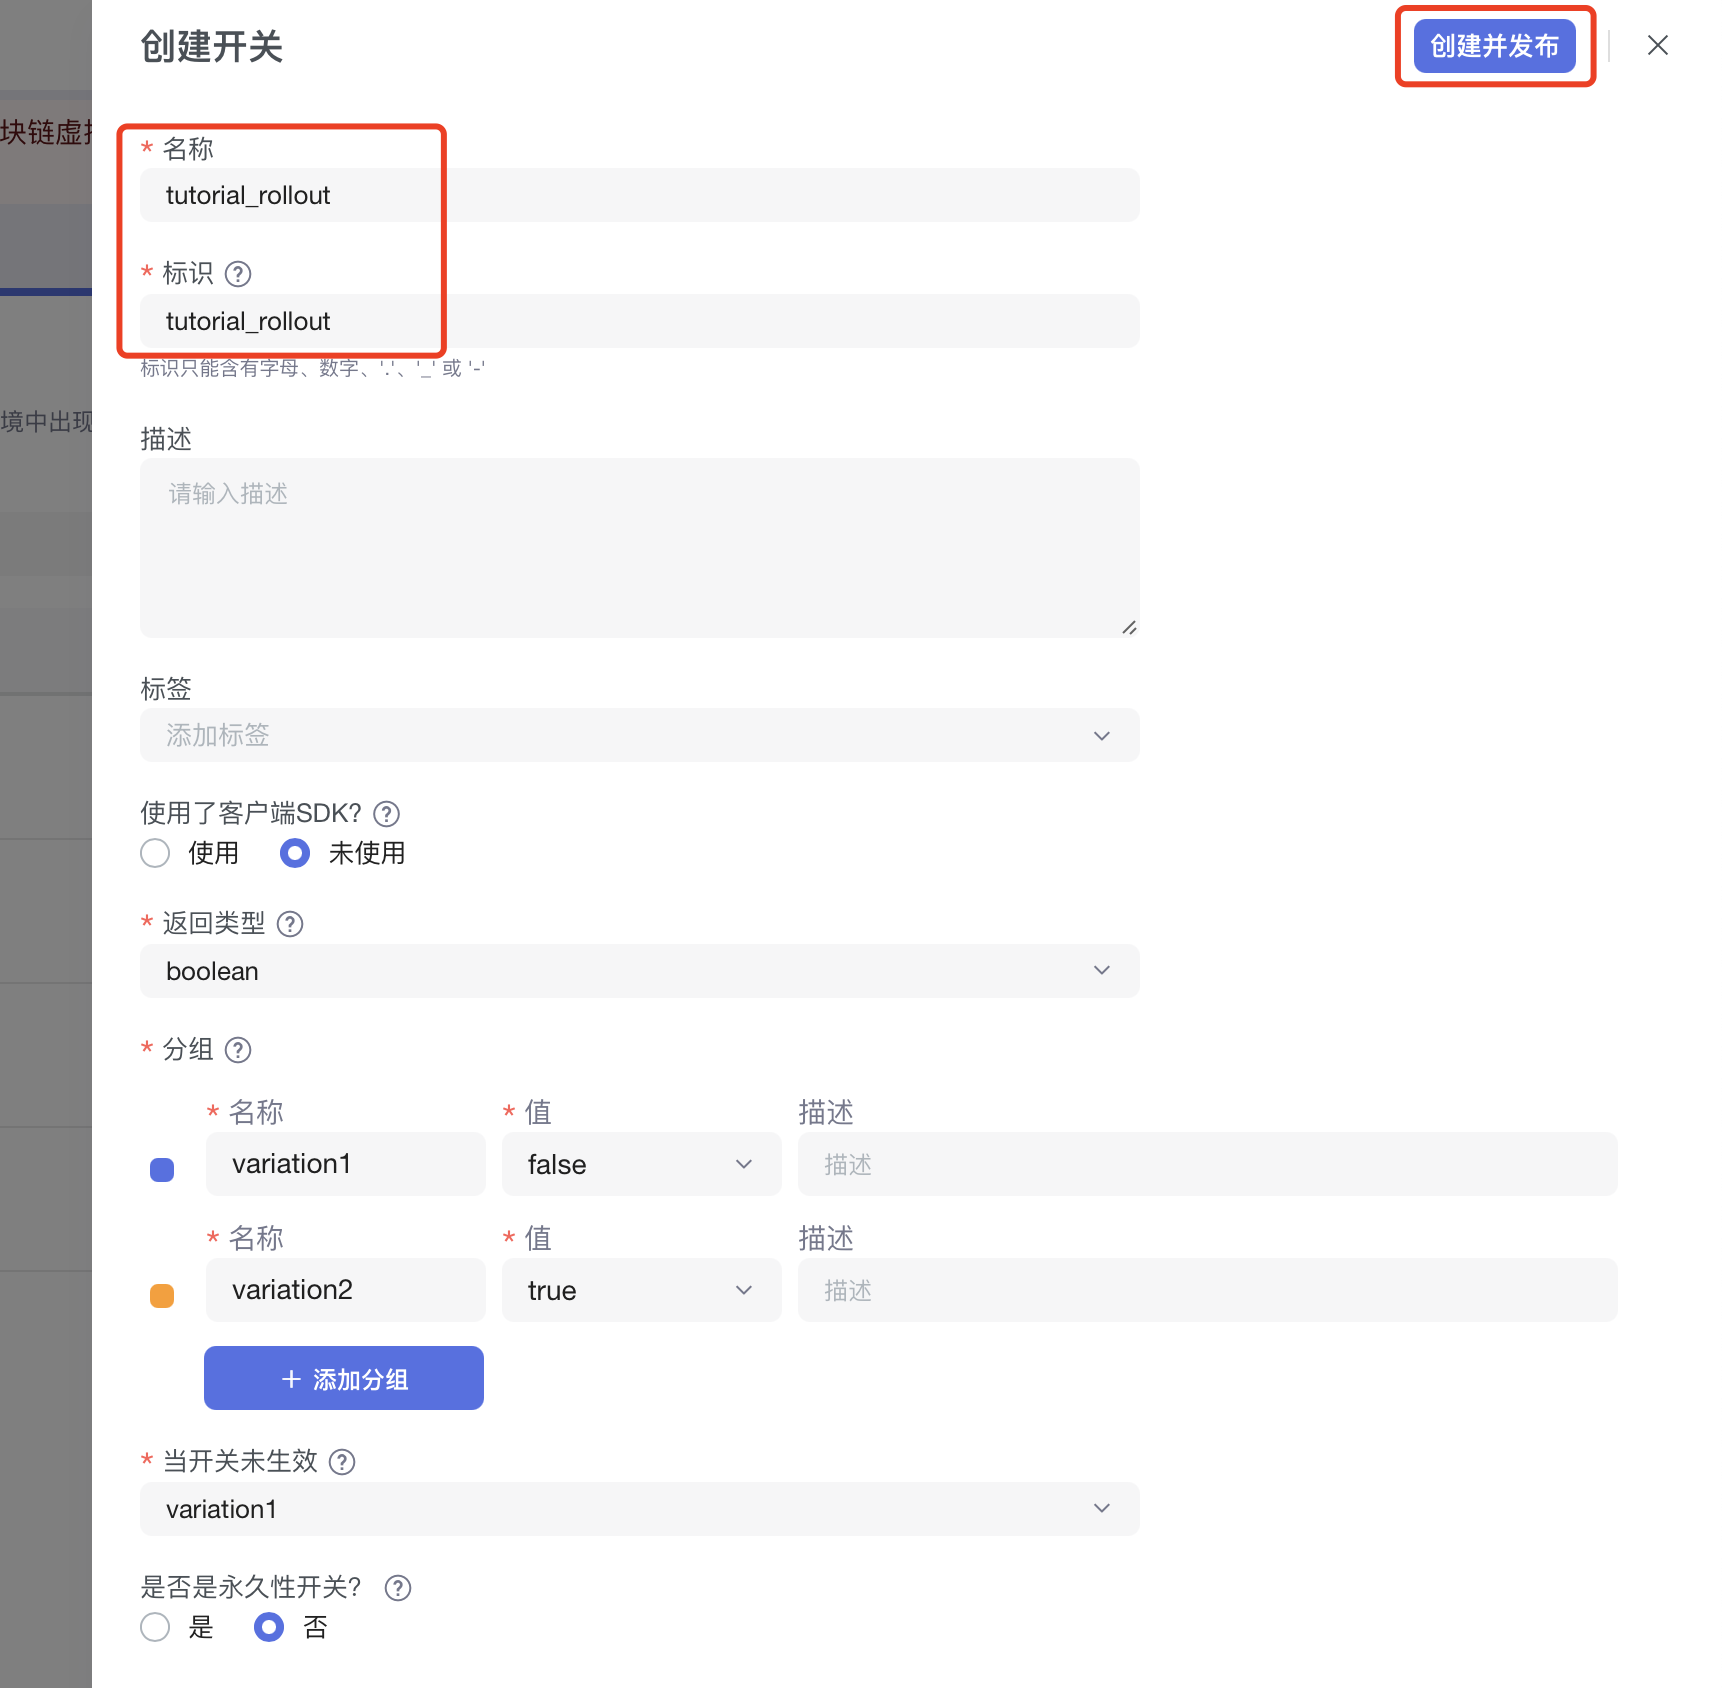 创建开关
创建并发布
块链虚
* 名称
tutorial_rollout
* 标识 ?
tutorial_rollout
标识只能含有字母、数字、'.'、'_' 或 '-'
境中出现
描述
请输入描述
标签
添加标签
使用了客户端SDK? ?
使用 未使用
* 返回类型 ?
boolean
* 分组 ?
* 名称 * 值 描述
variation1 false 描述
* 名称 * 值 描述
variation2 true 描述
+ 添加分组
* 当开关未生效 ?
variation1
是否是永久性开关? ?
是 否